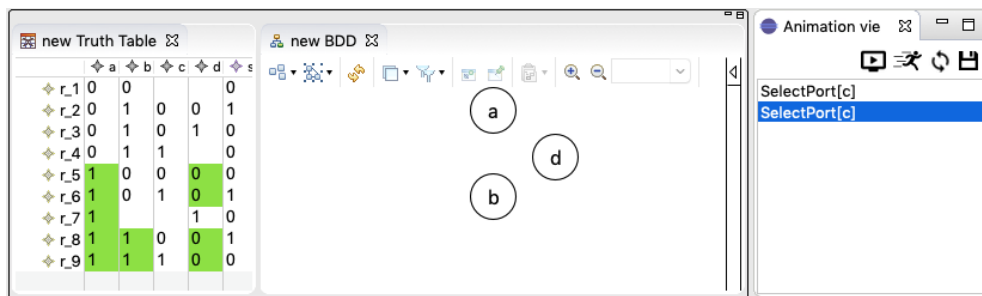 new Truth Table
a b c d s
r_1 0 0 0
r_2 0 1 0 0 1
r_3 0 1 0 1 0
r_4 0 1 1 0
r_5 1 0 0 0 0
r_6 1 0 1 0 1
r_7 1 1 0
r_8 1 1 0 0 1
r_9 1 1 1 0 0
new BDD
a
d
b
Animation vie
SelectPort[c]
SelectPort[c]